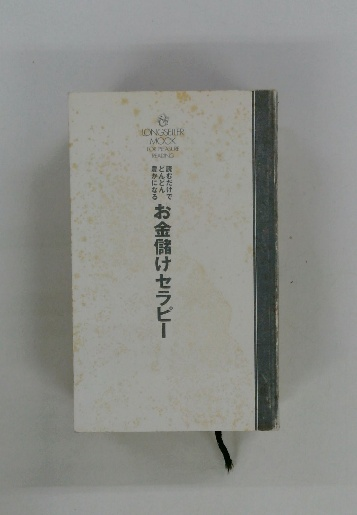 LONGSELLER
MOOK
FOR PLEASURE
READING
読むだけで
どんどん
豊かになる
お金儲けセラピー